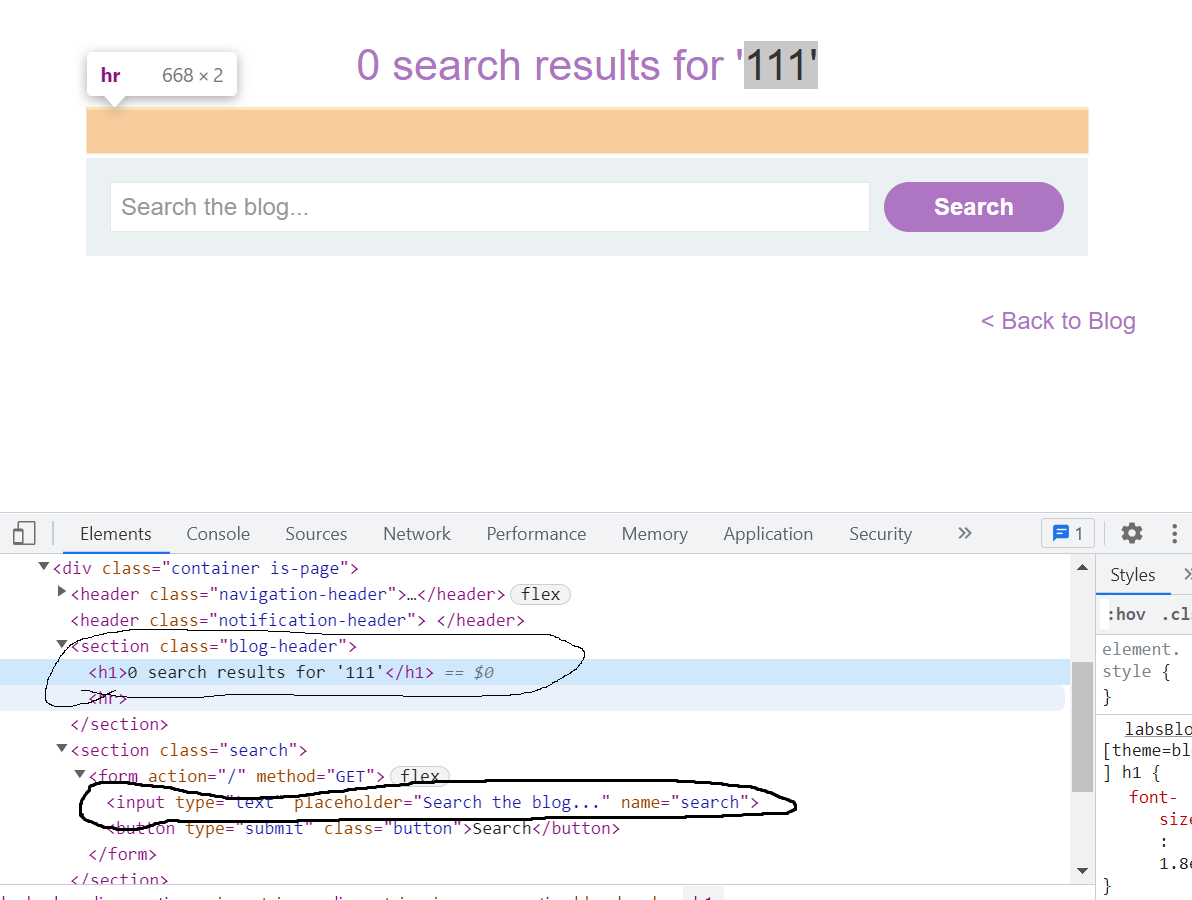 0 search results for '111'
hr 668 × 2
Search the blog...
Search
< Back to Blog
Elements Console Sources Network Performance Memory Application Security 1
<div class="container is-page">
<header class="navigation-header">…</header> flex
<header class="notification-header"> </header>
<section class="blog-header">
<h1>0 search results for '111'</h1> == $0
<hr>
</section>
<section class="search">
<form action="/" method="GET"> flex
<input type="text" placeholder="Search the blog..." name="search">
<button type="submit" class="button">Search</button>
</form>
</section>
Styles
:hov .cl
element.
style {
}
labsBlo
[theme=bl
] h1 {
font-
size
:
1.8e
}